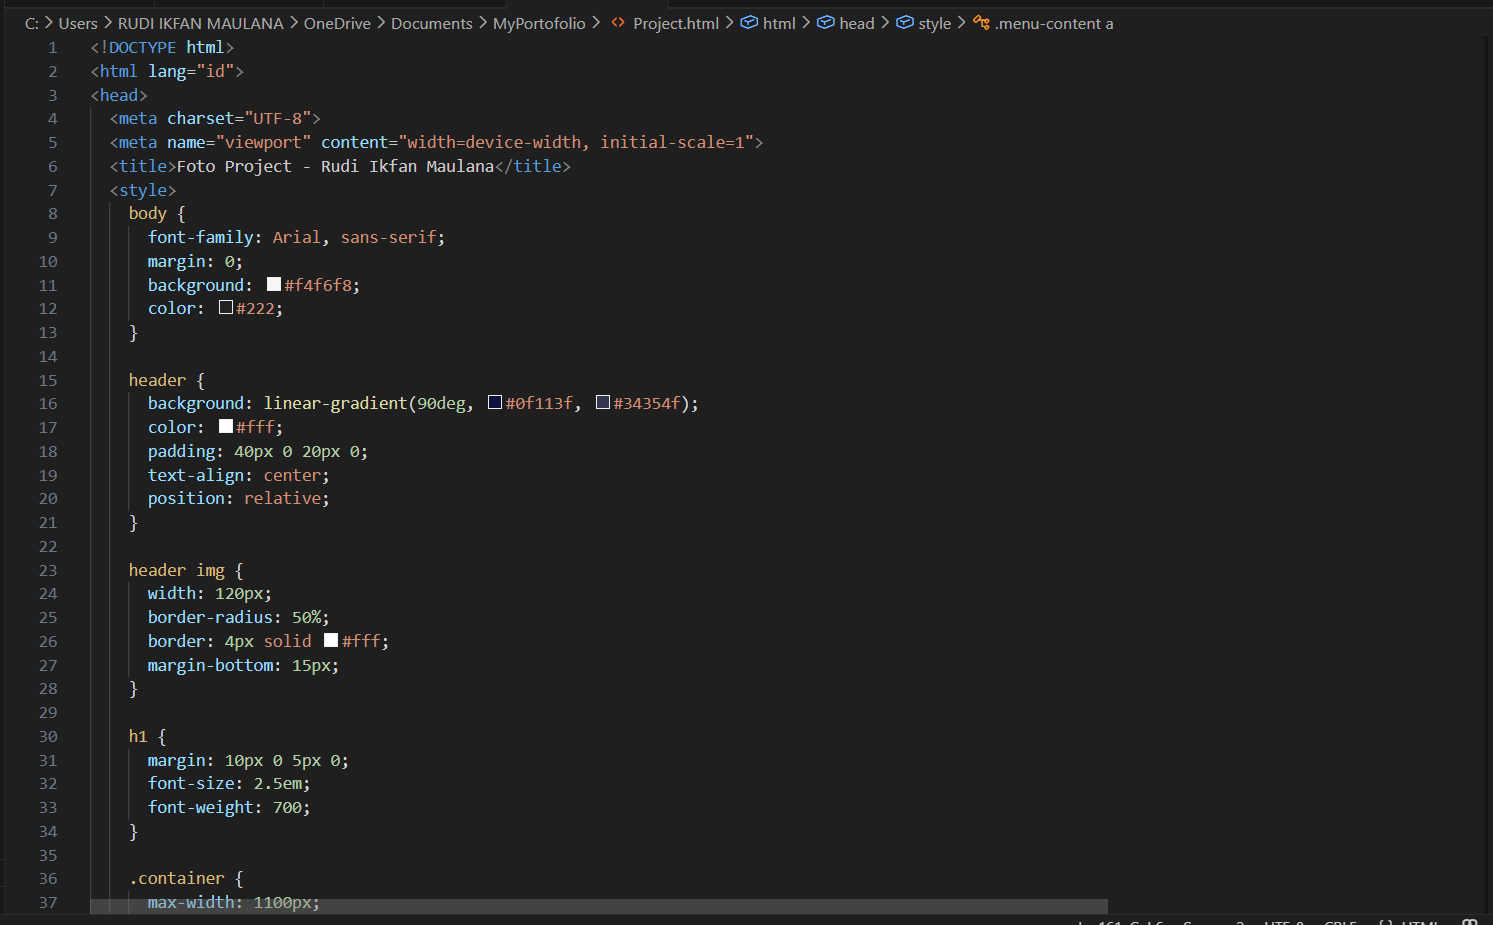 C: > Users > RUDI IKFAN MAULANA > OneDrive > Documents > MyPortofolio > <> Project.html > html > head > style > .menu-content a
1 <!DOCTYPE html>
2 <html lang="id">
3 <head>
4 <meta charset="UTF-8">
5 <meta name="viewport" content="width=device-width, initial-scale=1">
6 <title>Foto Project - Rudi Ikfan Maulana</title>
7 <style>
8 body {
9 font-family: Arial, sans-serif;
10 margin: 0;
11 background: #f4f6f8;
12 color: #222;
13 }
14
15 header {
16 background: linear-gradient(90deg, #0f113f, #34354f);
17 color: #fff;
18 padding: 40px 0 20px 0;
19 text-align: center;
20 position: relative;
21 }
22
23 header img {
24 width: 120px;
25 border-radius: 50%;
26 border: 4px solid #fff;
27 margin-bottom: 15px;
28 }
29
30 h1 {
31 margin: 10px 0 5px 0;
32 font-size: 2.5em;
33 font-weight: 700;
34 }
35
36 .container {
37 max-width: 1100px;